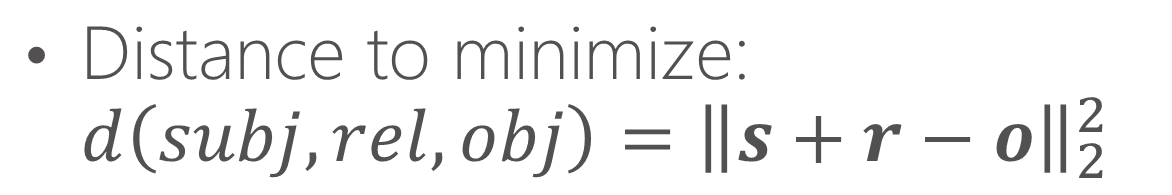 • Distance to minimize:
d(subj, rel, obj) = ‖s + r − o‖₂²